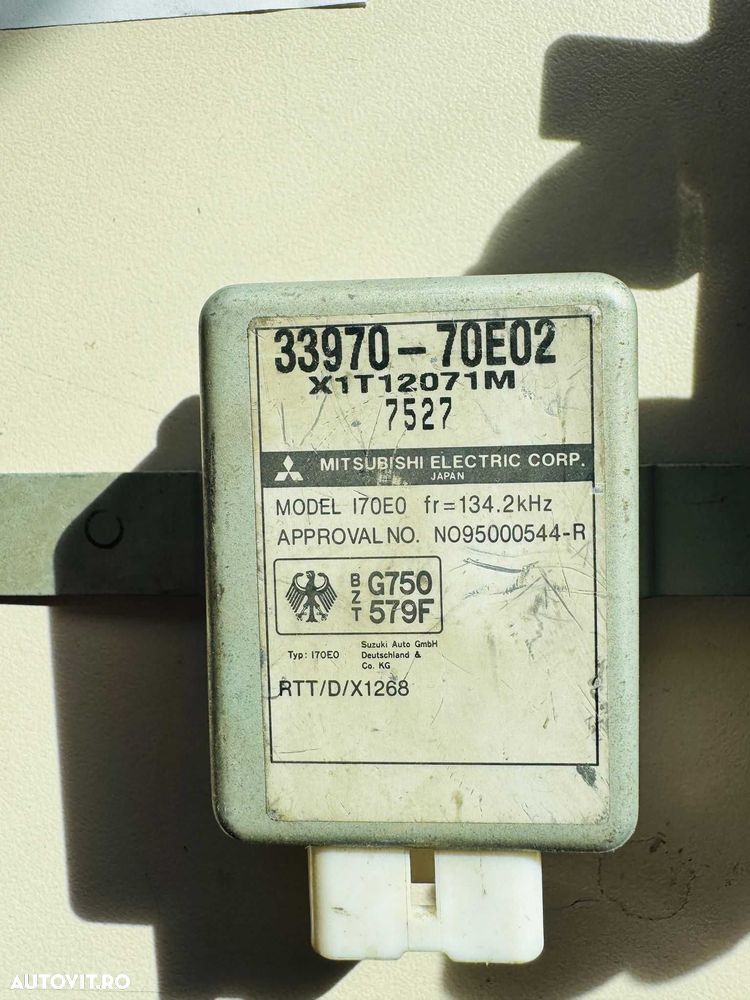 33970-70E02
X1T12071M
7527
MITSUBISHI ELECTRIC CORP.
JAPAN
MODEL I70E0 fr=134.2kHz
APPROVAL NO. NO95000544-R
BZT G750 579F
Typ: I70E0 Suzuki Auto GmbH
Deutschland &
Co. KG
RTT/D/X1268
AUTOVIT.RO